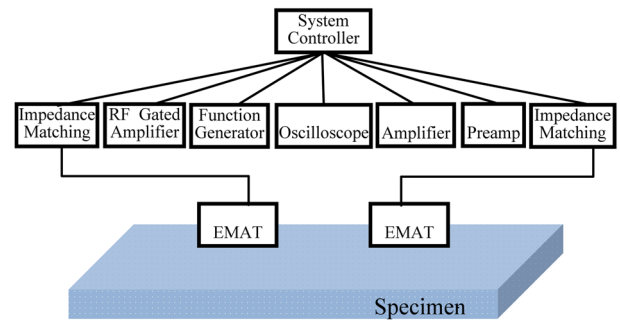 System
Controller
Impedance
Matching
RF Gated
Amplifier
Function
Generator
Oscilloscope
Amplifier
Preamp
Impedance
Matching
EMAT
EMAT
Specimen